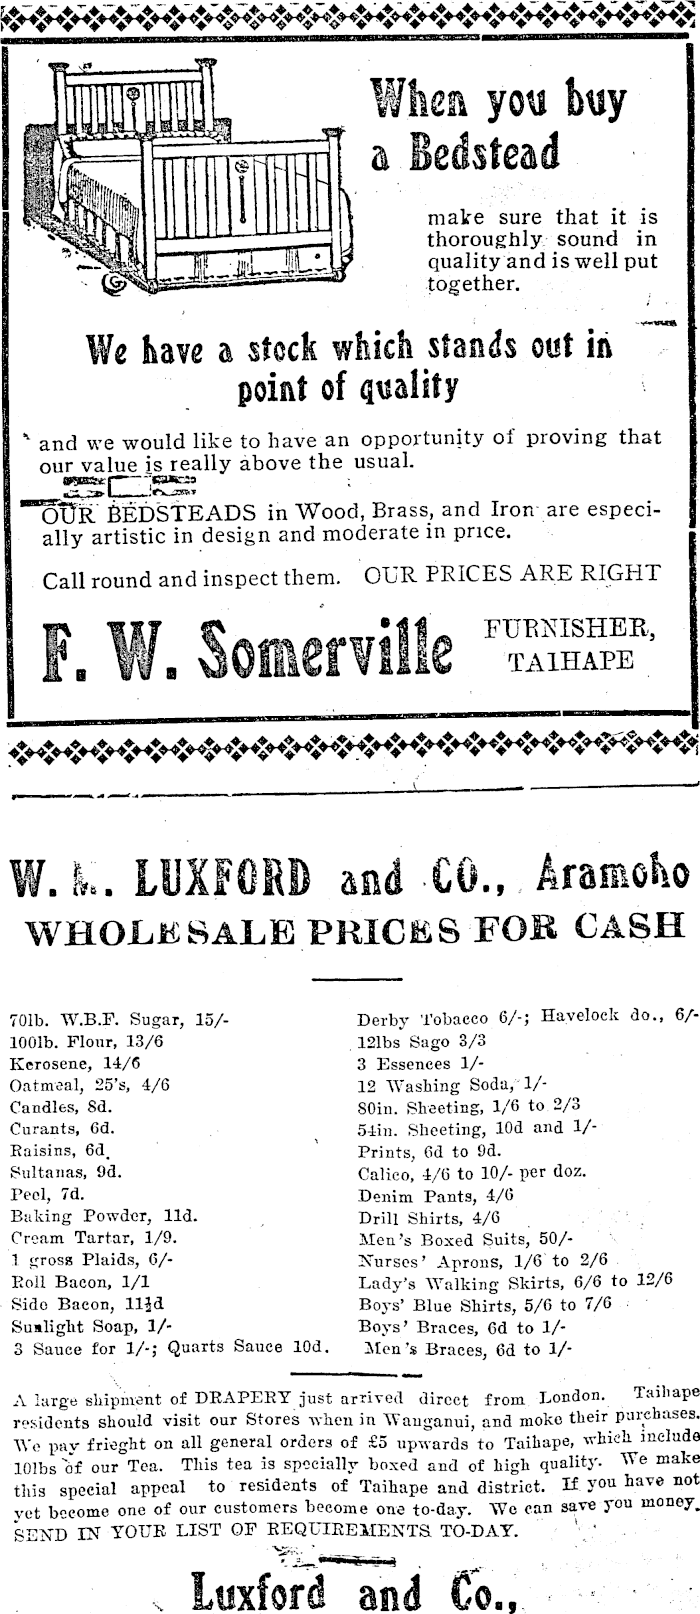 When you buy
a Bedstead
make sure that it is
thoroughly sound in
quality and is well put
together.
We have a stock which stands out in
point of quality
and we would like to have an opportunity of proving that
our value is really above the usual.
OUR BEDSTEADS in Wood, Brass, and Iron are especi-
ally artistic in design and moderate in price.
Call round and inspect them. OUR PRICES ARE RIGHT
F. W. Somerville
FURNISHER,
TAIHAPE
W. M. LUXFORD and CO., Aramoho
WHOLESALE PRICES FOR CASH
70lb. W.B.F. Sugar, 15/-
100lb. Flour, 13/6
Kerosene, 14/6
Oatmeal, 25's, 4/6
Candles, 8d.
Curants, 6d.
Raisins, 6d.
Sultanas, 9d.
Peel, 7d.
Baking Powder, 11d.
Cream Tartar, 1/9.
1 gross Plaids, 6/-
Roll Bacon, 1/1
Side Bacon, 11½d
Sunlight Soap, 1/-
3 Sauce for 1/-; Quarts Sauce 10d.
Derby Tobacco 6/-; Havelock do., 6/-
12lbs Sago 3/3
3 Essences 1/-
12 Washing Soda, 1/-
80in. Sheeting, 1/6 to 2/3
54in. Sheeting, 10d and 1/-
Prints, 6d to 9d.
Calico, 4/6 to 10/- per doz.
Denim Pants, 4/6
Drill Shirts, 4/6
Men's Boxed Suits, 50/-
Nurses' Aprons, 1/6 to 2/6
Lady's Walking Skirts, 6/6 to 12/6
Boys' Blue Shirts, 5/6 to 7/6
Boys' Braces, 6d to 1/-
Men's Braces, 6d to 1/-
A large shipment of DRAPERY just arrived direct from London. Taihape
residents should visit our Stores when in Wanganui, and moke their purchases.
We pay frieght on all general orders of £5 upwards to Taihape, which include
10lbs of our Tea. This tea is specially boxed and of high quality. We make
this special appeal to residents of Taihape and district. If you have not
yet become one of our customers become one to-day. We can save you money.
SEND IN YOUR LIST OF REQUIREMENTS TO-DAY.
Luxford and Co.,